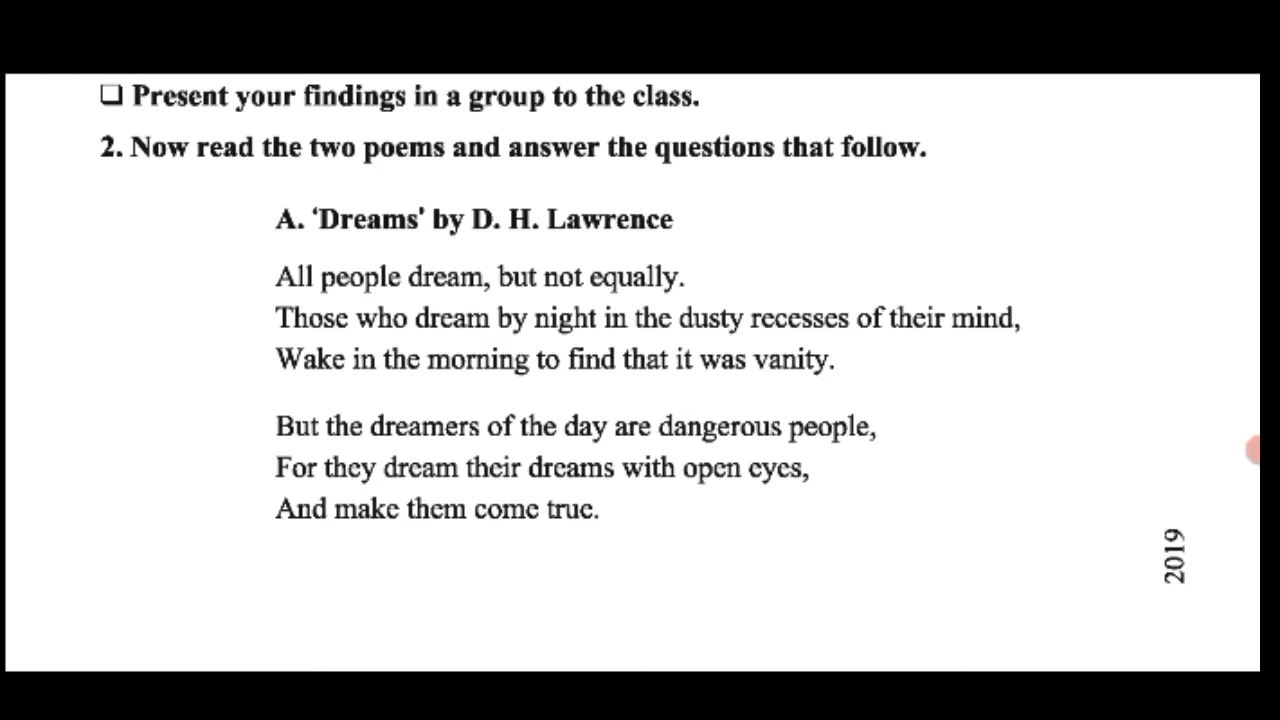 ☐ Present your findings in a group to the class.
2. Now read the two poems and answer the questions that follow.
A. ‘Dreams’ by D. H. Lawrence
All people dream, but not equally.
Those who dream by night in the dusty recesses of their mind,
Wake in the morning to find that it was vanity.
But the dreamers of the day are dangerous people,
For they dream their dreams with open eyes,
And make them come true.
2019